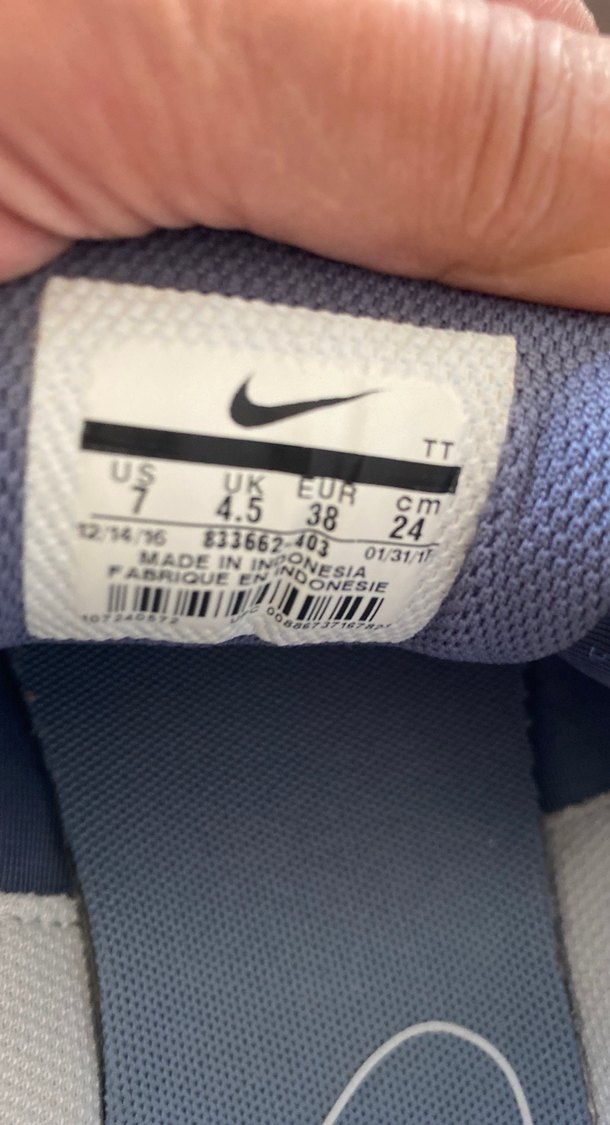 TT
US UK EUR cm
7 4.5 38 24
12/14/16 833662-403
MADE IN INDONESIA
FABRIQUE EN INDONESIE